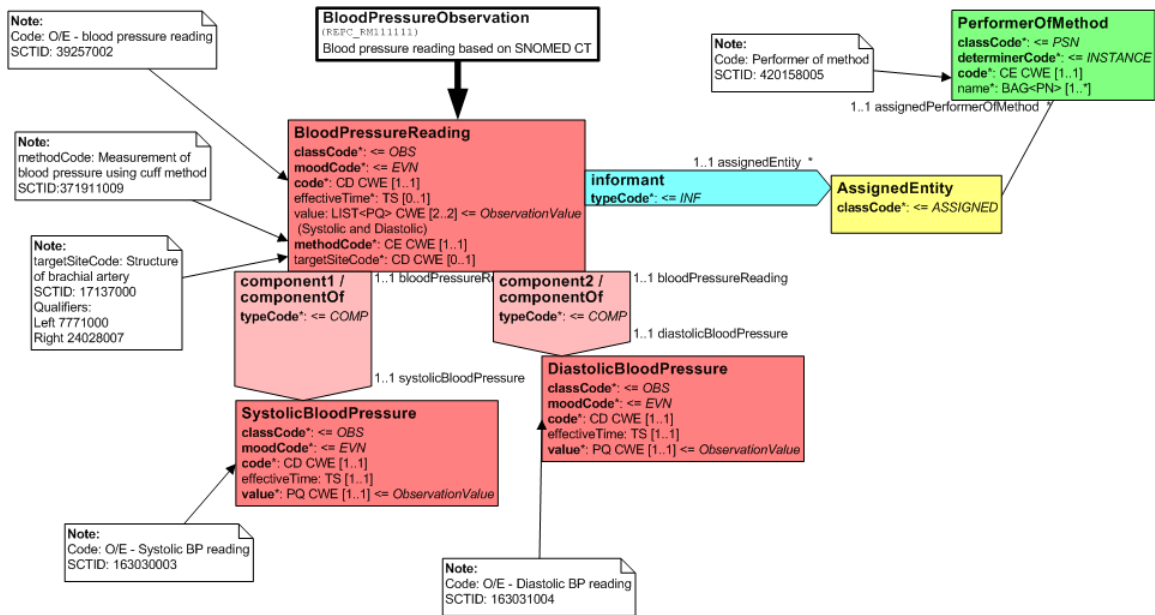 Note:
Code: O/E - blood pressure reading
SCTID: 39257002
BloodPressureObservation
(REPC_RM111111)
Blood pressure reading based on SNOMED CT
Note:
Code: Performer of method
SCTID: 420158005
PerformerOfMethod
classCode*: <= PSN
determinerCode*: <= INSTANCE
code*: CE CWE [1..1]
name*: BAG<PN> [1..*]
1..1 assignedPerformerOfMethod *
Note:
methodCode: Measurement of
blood pressure using cuff method
SCTID:371911009
BloodPressureReading
classCode*: <= OBS
moodCode*: <= EVN
code*: CD CWE [1..1]
effectiveTime*: TS [0..1]
value: LIST<PQ> CWE [2..2] <= ObservationValue
(Systolic and Diastolic)
methodCode*: CE CWE [1..1]
targetSiteCode*: CD CWE [0..1]
1..1 assignedEntity *
informant
typeCode*: <= INF
AssignedEntity
classCode*: <= ASSIGNED
Note:
targetSiteCode: Structure
of brachial artery
SCTID: 17137000
Qualifiers:
Left 7771000
Right 24028007
component1 /
componentOf
typeCode*: <= COMP
1..1 bloodPressureRe
component2 /
componentOf
typeCode*: <= COMP
1..1 bloodPressureReading
1..1 diastolicBloodPressure
1..1 systolicBloodPressure
DiastolicBloodPressure
classCode*: <= OBS
moodCode*: <= EVN
code*: CD CWE [1..1]
effectiveTime: TS [1..1]
value*: PQ CWE [1..1] <= ObservationValue
SystolicBloodPressure
classCode*: <= OBS
moodCode*: <= EVN
code*: CD CWE [1..1]
effectiveTime: TS [1..1]
value*: PQ CWE [1..1] <= ObservationValue
Note:
Code: O/E - Systolic BP reading
SCTID: 163030003
Note:
Code: O/E - Diastolic BP reading
SCTID: 163031004